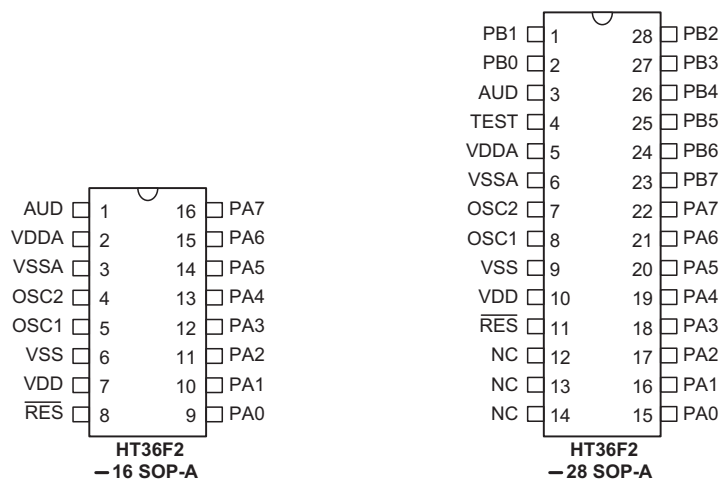 AUD 1 16 PA7
VDDA 2 15 PA6
VSSA 3 14 PA5
OSC2 4 13 PA4
OSC1 5 12 PA3
VSS 6 11 PA2
VDD 7 10 PA1
RES 8 9 PA0
HT36F2
– 16 SOP-A
PB1 1 28 PB2
PB0 2 27 PB3
AUD 3 26 PB4
TEST 4 25 PB5
VDDA 5 24 PB6
VSSA 6 23 PB7
OSC2 7 22 PA7
OSC1 8 21 PA6
VSS 9 20 PA5
VDD 10 19 PA4
RES 11 18 PA3
NC 12 17 PA2
NC 13 16 PA1
NC 14 15 PA0
HT36F2
– 28 SOP-A